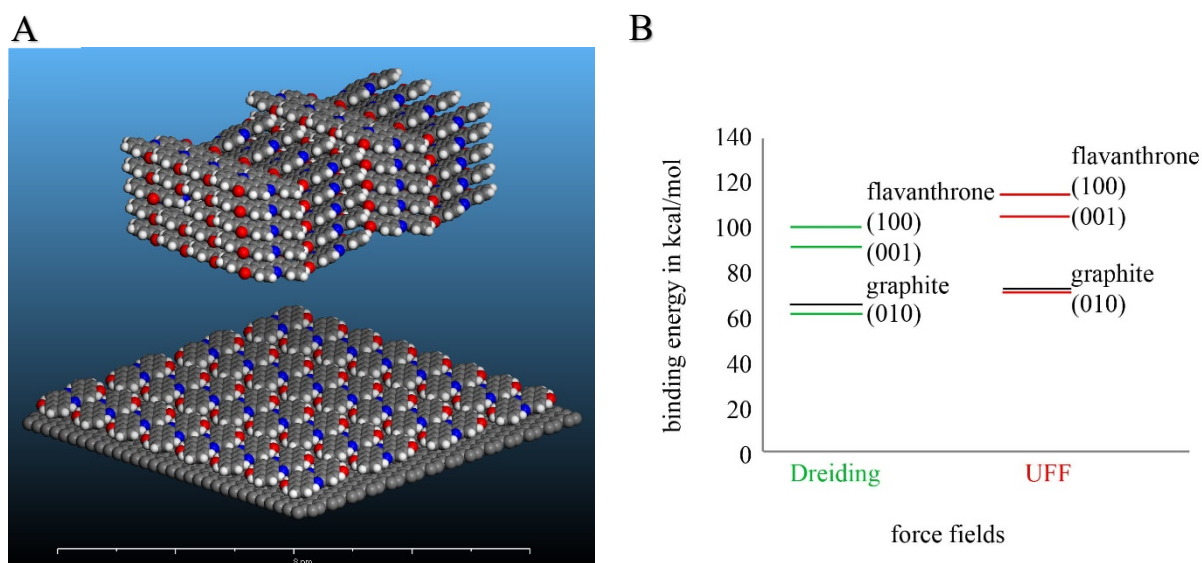 A
B
140
120
100
80
60
40
20
0
binding energy in kcal/mol
flavanthrone
(100)
(001)
graphite
(010)
flavanthrone
(100)
(001)
graphite
(010)
Dreiding
UFF
force fields